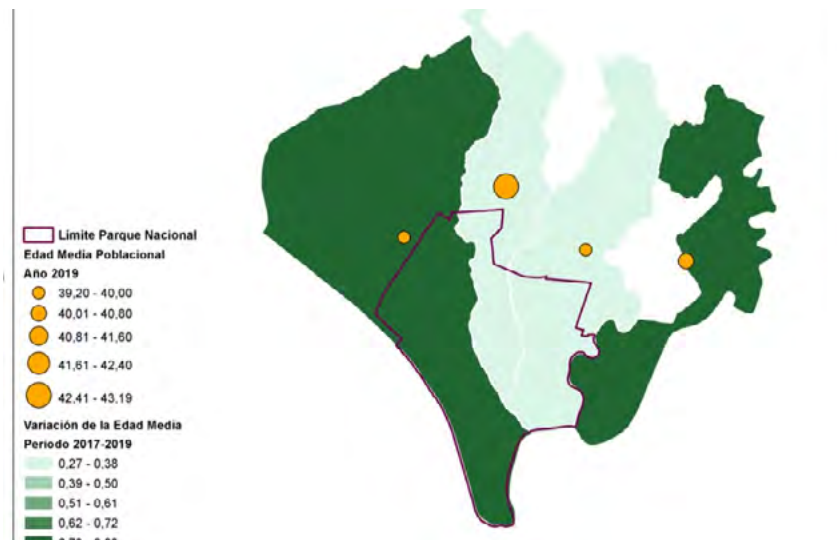 Limite Parque Nacional
Edad Media Poblacional
Año 2019
39,20 - 40,00
40,01 - 40,80
40,81 - 41,60
41,61 - 42,40
42,41 - 43,19
Variación de la Edad Media
Periodo 2017-2019
0,27 - 0,38
0,39 - 0,50
0,51 - 0,61
0,62 - 0,72